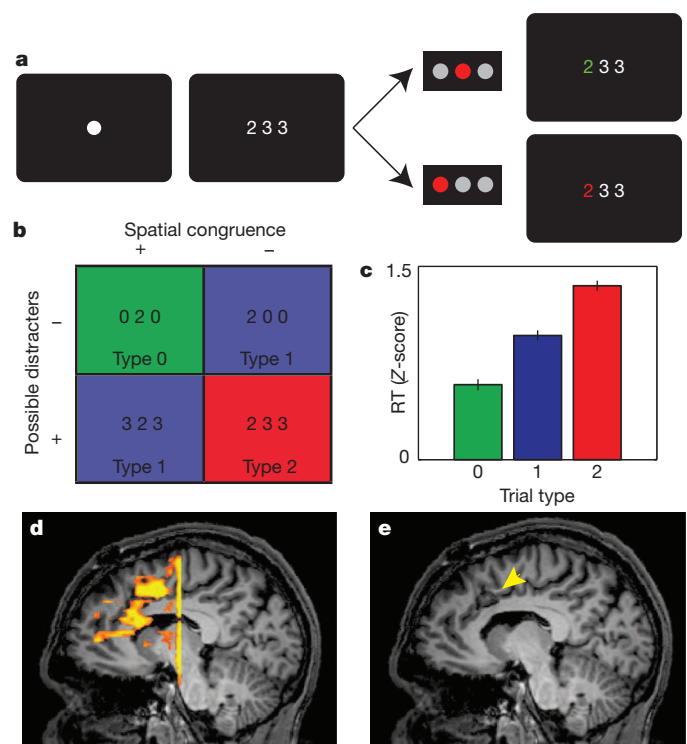 a
2 3 3
2 3 3
2 3 3
b
Spatial congruence
+ −
Possible distracters
−
0 2 0
Type 0
2 0 0
Type 1
+
3 2 3
Type 1
2 3 3
Type 2
c
1.5
RT (Z-score)
0
0 1 2
Trial type
d
e